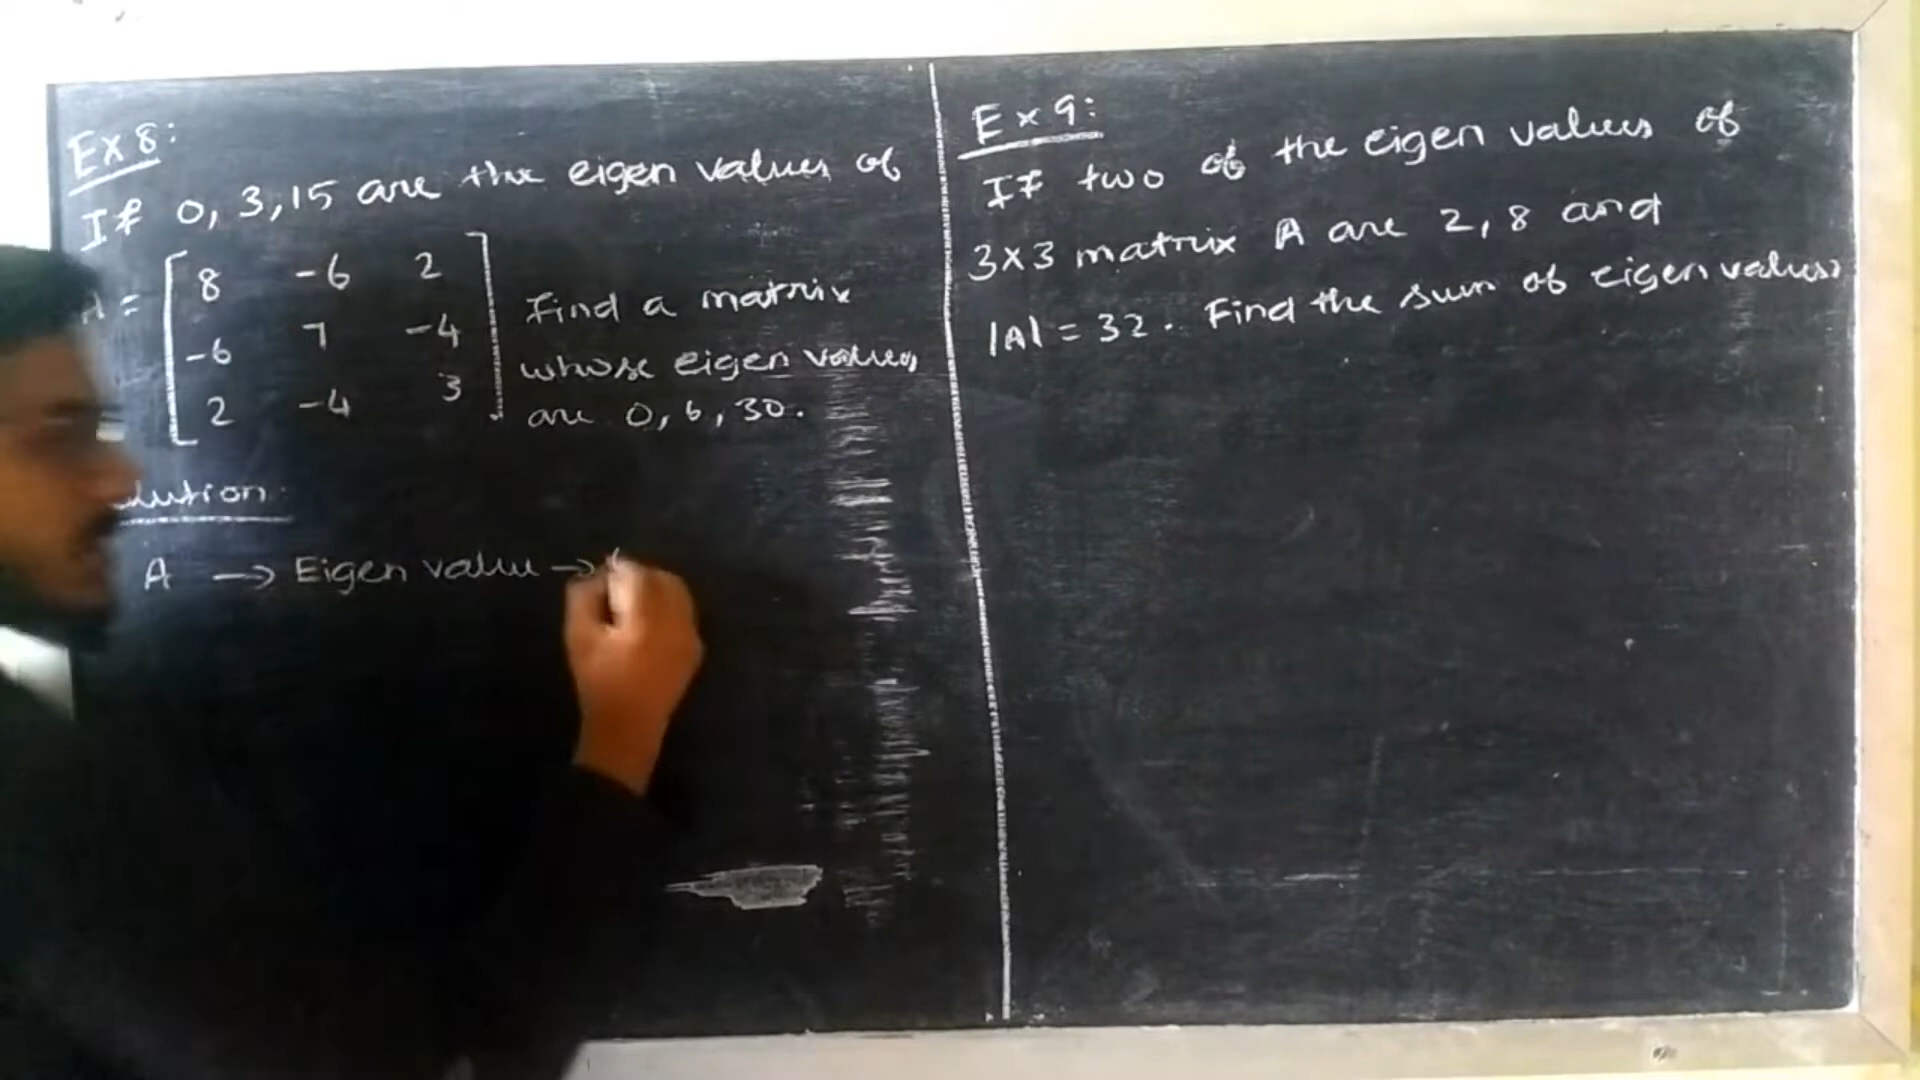 Ex 8:
If 0, 3, 15 are the eigen values of
A = [ 8 -6 2
-6 7 -4
2 -4 3 ]
Find a matrix
whose eigen values
are 0, 6, 30.
lution:
A → Eigen value →
Ex 9:
If two of the eigen values of
3x3 matrix A are 2, 8 and
|A| = 32. Find the sum of eigen values